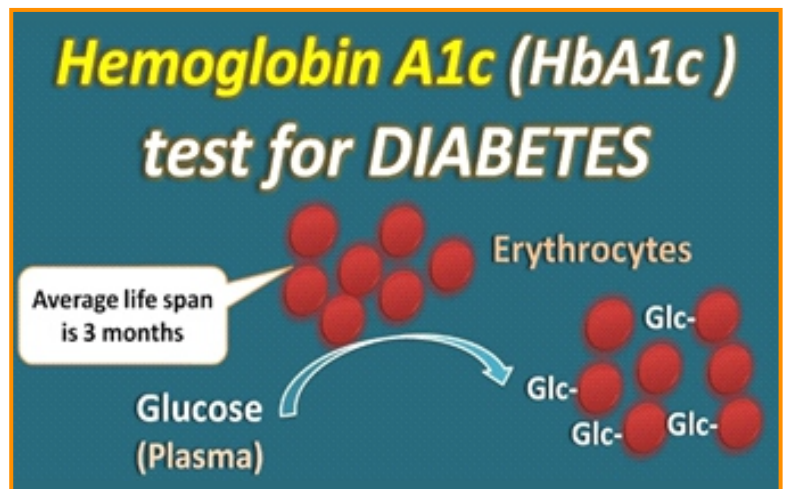 Hemoglobin A1c (HbA1c )
test for DIABETES
Erythrocytes
Average life span
is 3 months
Glc-
Glc-
Glucose
Glc-
Glc-
(Plasma)